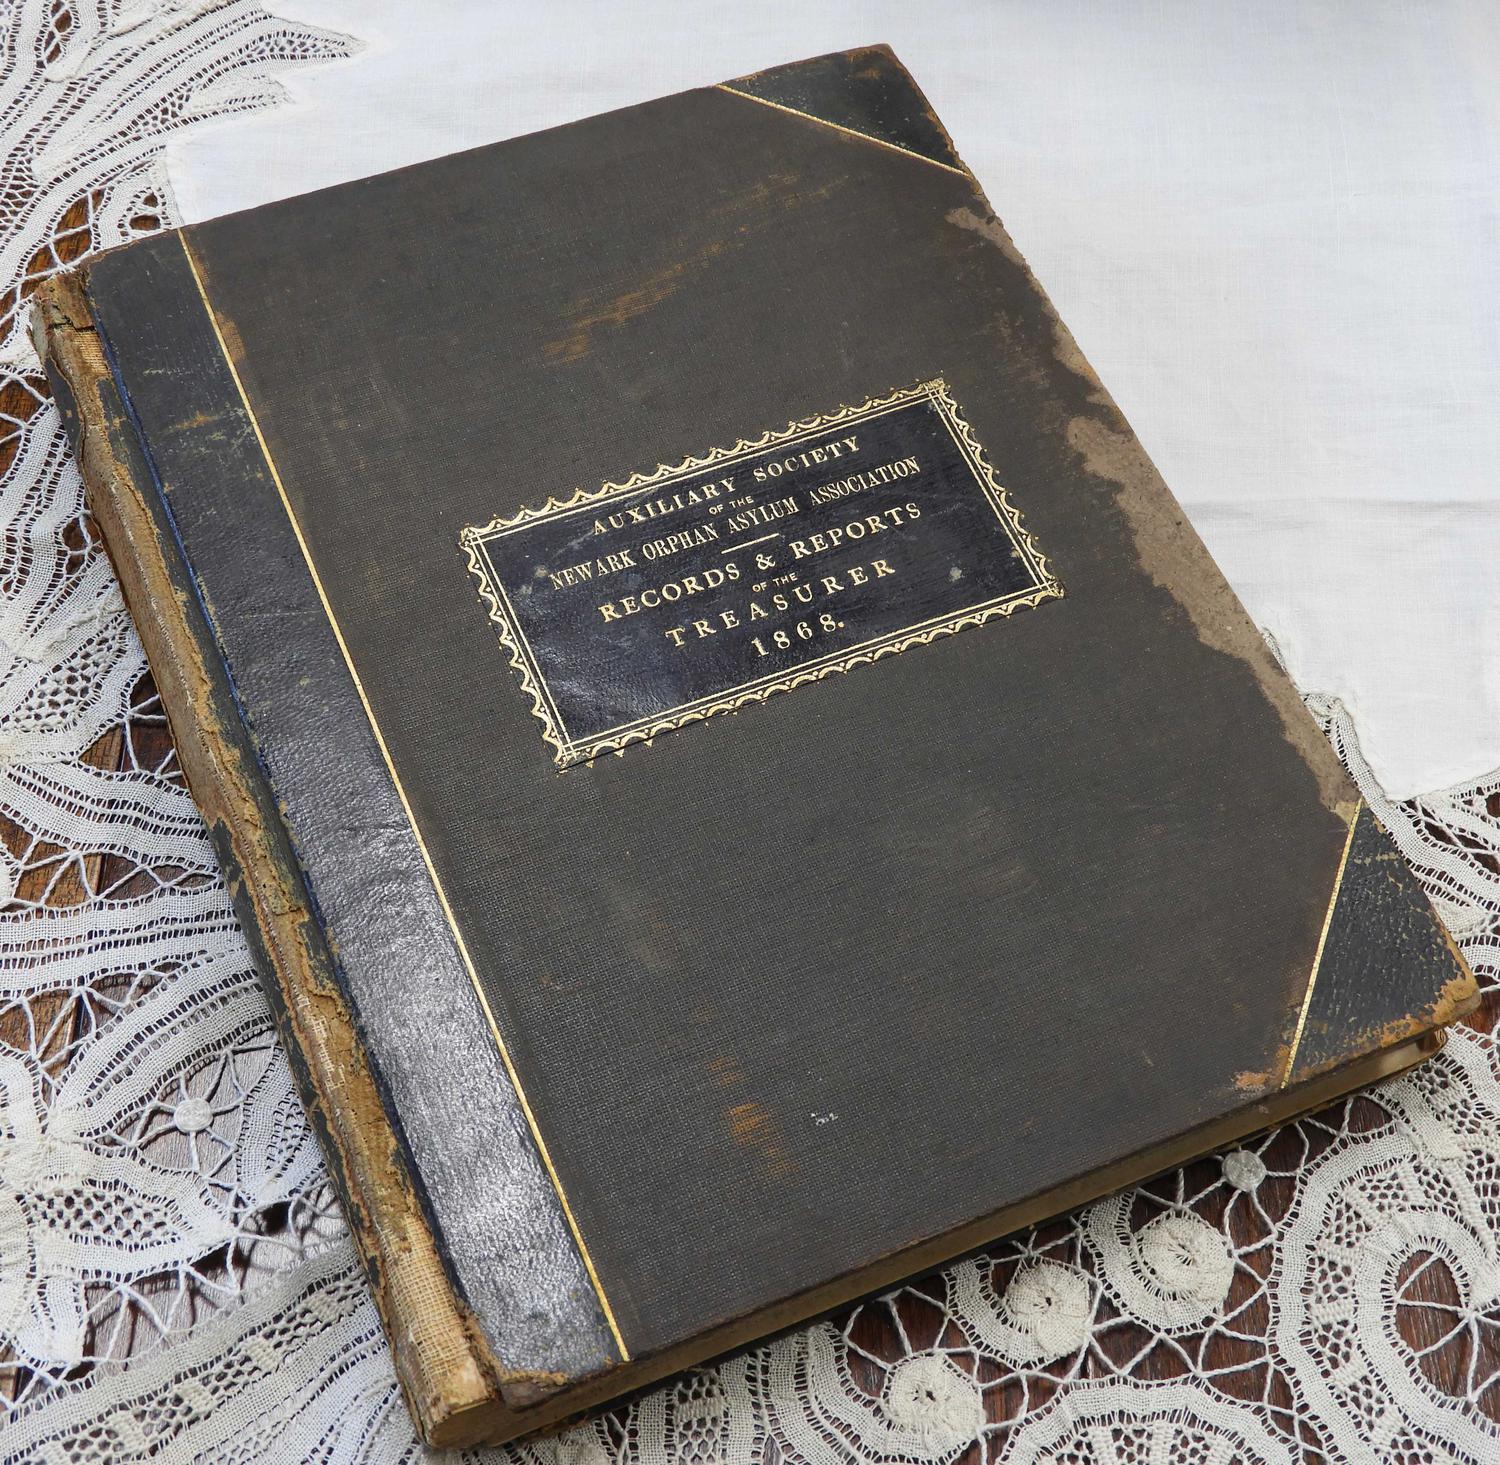 AUXILIARY SOCIETY
OF THE
NEWARK ORPHAN ASYLUM ASSOCIATION
RECORDS & REPORTS
OF THE
TREASURER
1868.